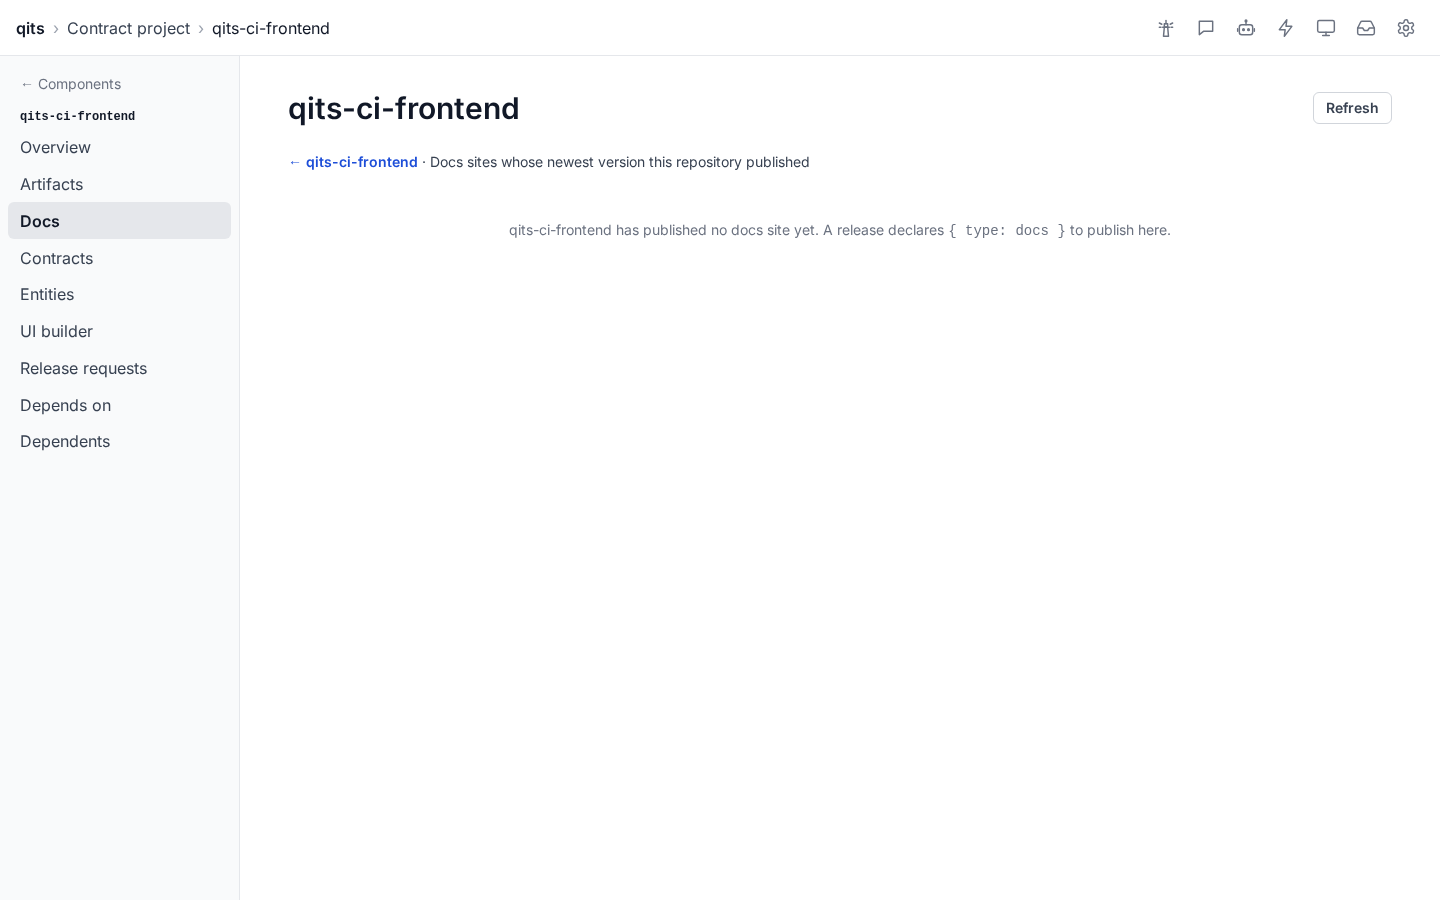 qits › Contract project › qits-ci-frontend
← Components
qits-ci-frontend
Overview
Artifacts
Docs
Contracts
Entities
UI builder
Release requests
Depends on
Dependents
qits-ci-frontend
Refresh
← qits-ci-frontend · Docs sites whose newest version this repository published
qits-ci-frontend has published no docs site yet. A release declares { type: docs } to publish here.